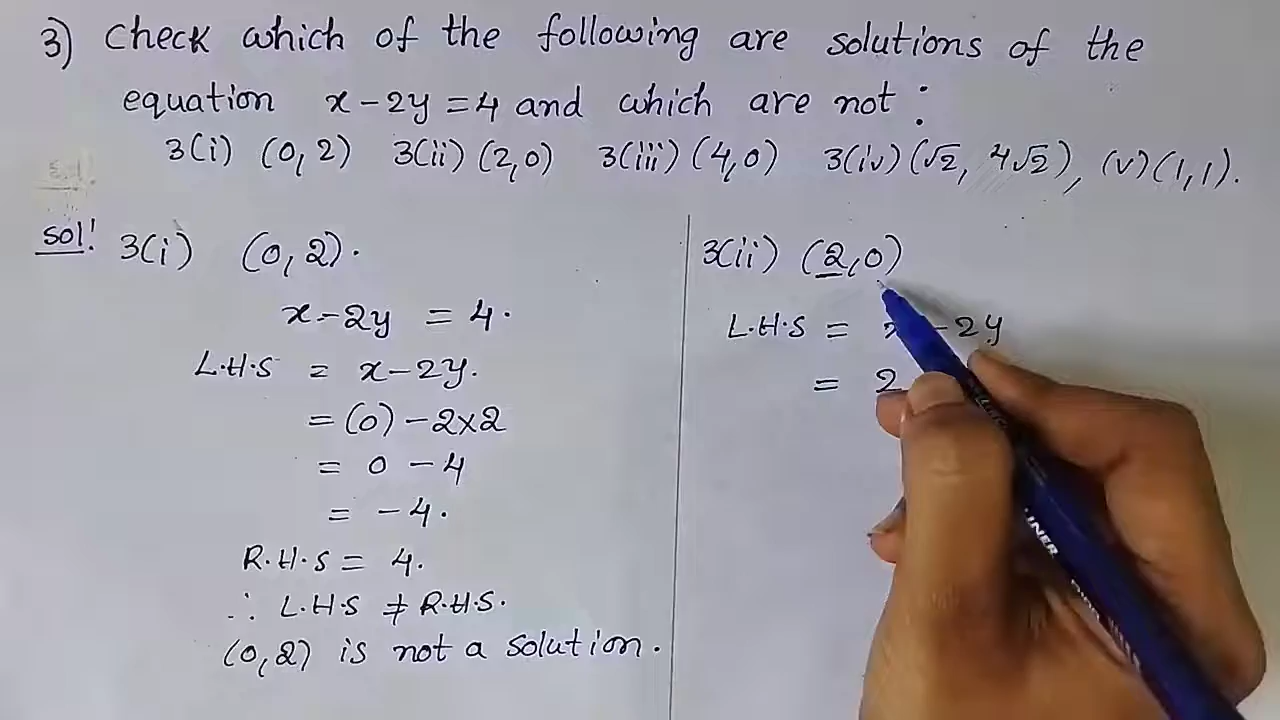 3) Check which of the following are solutions of the
equation x – 2y = 4 and which are not :
3(i) (0, 2) 3(ii) (2, 0) 3(iii) (4, 0) 3(iv) (√2, 4√2), (v) (1, 1).
sol! 3(i) (0, 2).
x – 2y = 4.
L.H.S = x – 2y.
= (0) – 2×2
= 0 – 4
= – 4.
R.H.S = 4.
∴ L.H.S ≠ R.H.S.
(0, 2) is not a solution.
3(ii) (2, 0)
L.H.S = x – 2y
= 2
LINER